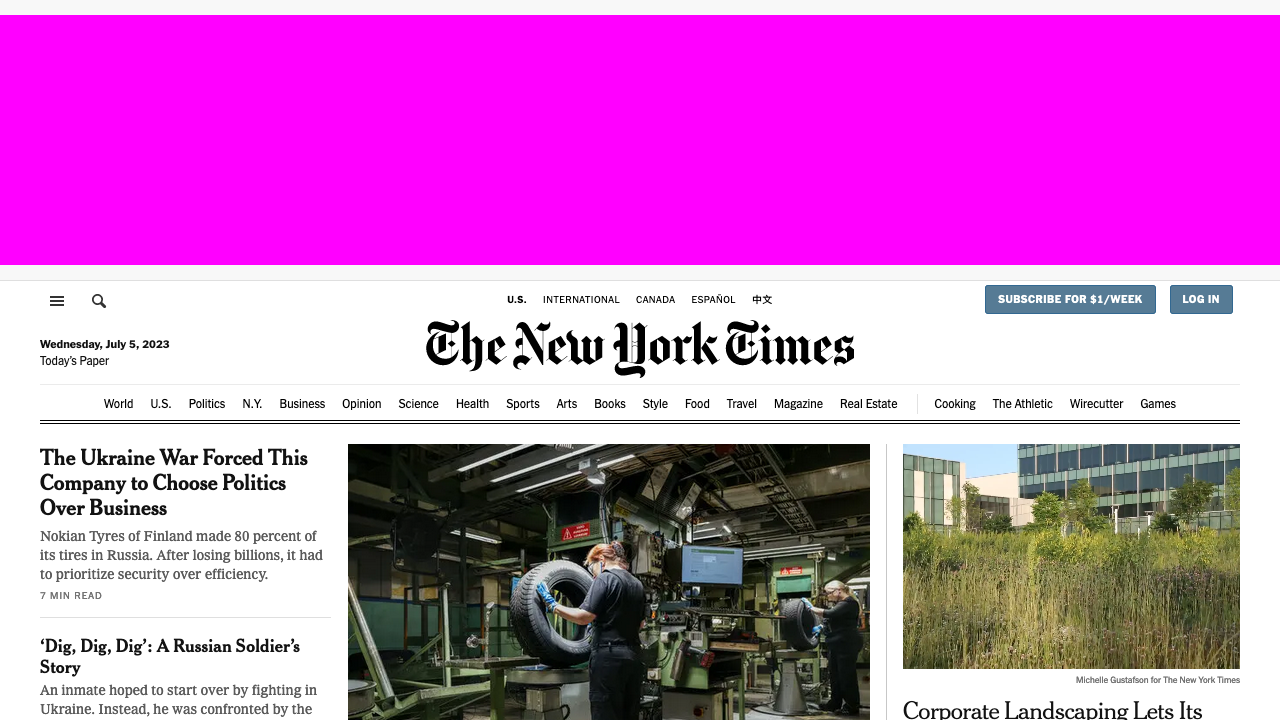 U.S. INTERNATIONAL CANADA ESPAÑOL 中文
SUBSCRIBE FOR $1/WEEK LOG IN
The New York Times
Wednesday, July 5, 2023
Today's Paper
World U.S. Politics N.Y. Business Opinion Science Health Sports Arts Books Style Food Travel Magazine Real Estate Cooking The Athletic Wirecutter Games
The Ukraine War Forced This
Company to Choose Politics
Over Business
Nokian Tyres of Finland made 80 percent of
its tires in Russia. After losing billions, it had
to prioritize security over efficiency.
7 MIN READ
‘Dig, Dig, Dig’: A Russian Soldier’s
Story
An inmate hoped to start over by fighting in
Ukraine. Instead, he was confronted by the
Michelle Gustafson for The New York Times
Corporate Landscaping Lets Its